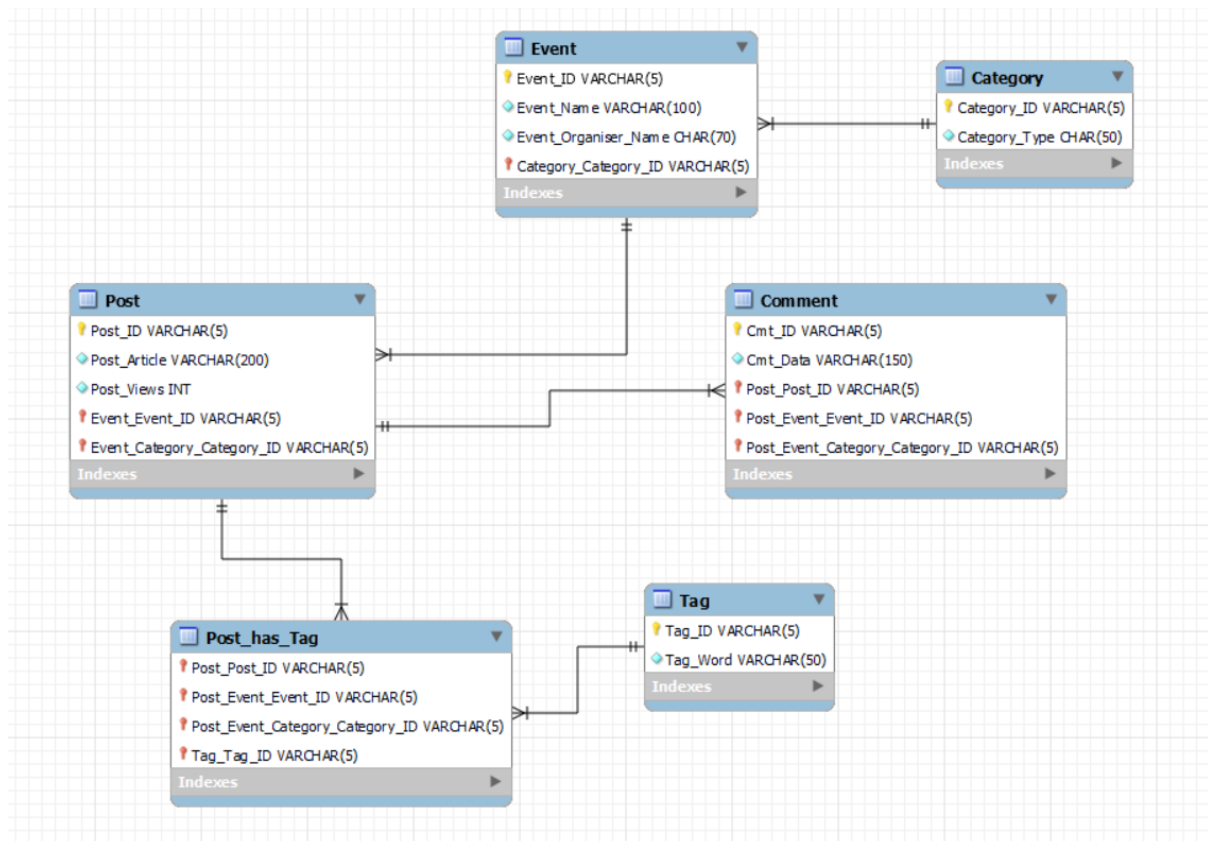 Event
Event_ID VARCHAR(5)
Event_Name VARCHAR(100)
Event_Organiser_Name CHAR(70)
Category_Category_ID VARCHAR(5)
Indexes
Category
Category_ID VARCHAR(5)
Category_Type CHAR(50)
Indexes
Post
Post_ID VARCHAR(5)
Post_Article VARCHAR(200)
Post_Views INT
Event_Event_ID VARCHAR(5)
Event_Category_Category_ID VARCHAR(5)
Indexes
Comment
Cmt_ID VARCHAR(5)
Cmt_Data VARCHAR(150)
Post_Post_ID VARCHAR(5)
Post_Event_Event_ID VARCHAR(5)
Post_Event_Category_Category_ID VARCHAR(5)
Indexes
Post_has_Tag
Post_Post_ID VARCHAR(5)
Post_Event_Event_ID VARCHAR(5)
Post_Event_Category_Category_ID VARCHAR(5)
Tag_Tag_ID VARCHAR(5)
Indexes
Tag
Tag_ID VARCHAR(5)
Tag_Word VARCHAR(50)
Indexes